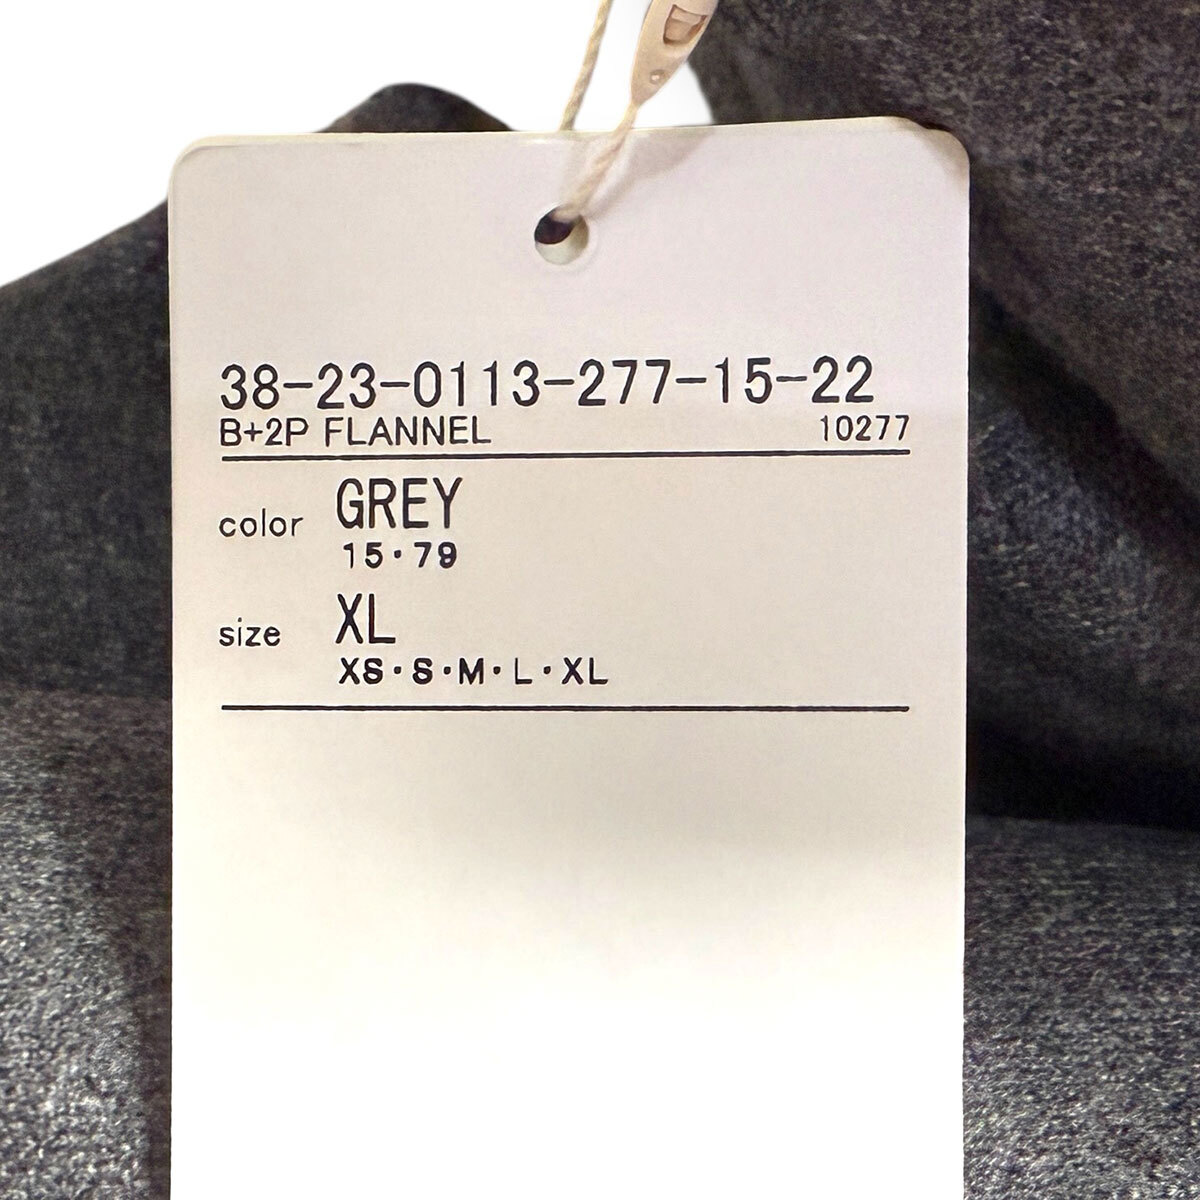 38-23-0113-277-15-22
B+2P FLANNEL 10277
color GREY
15・79
size XL
XS・S・M・L・XL